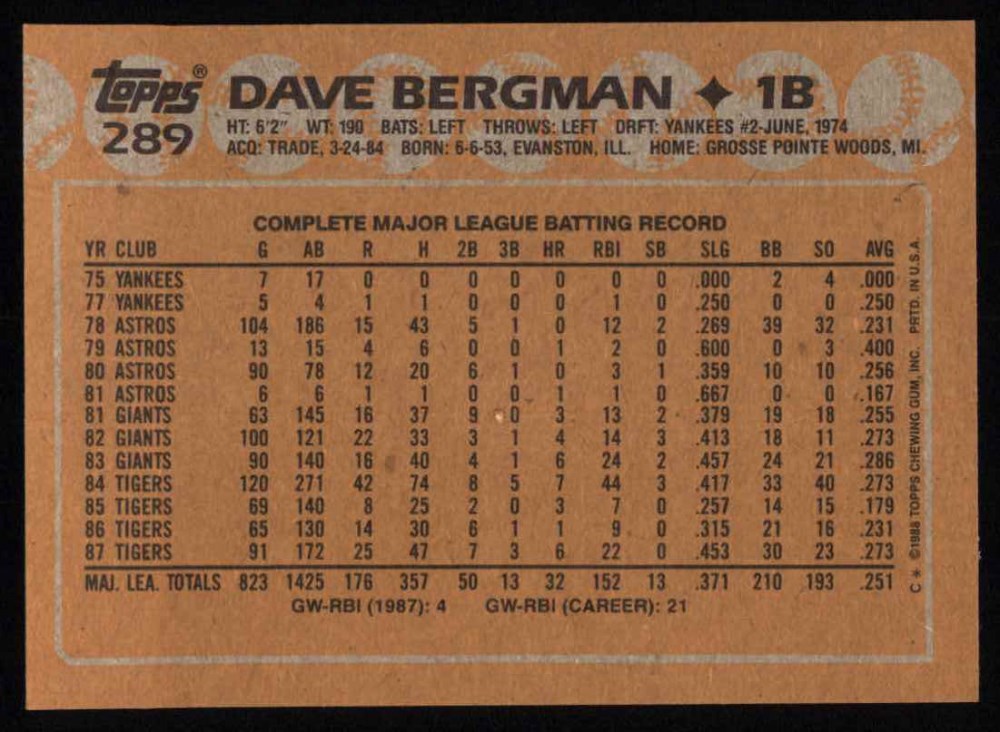 topps® DAVE BERGMAN ✦ 1B
289 HT: 6'2" WT: 190 BATS: LEFT THROWS: LEFT DRFT: YANKEES #2-JUNE, 1974
ACQ: TRADE, 3-24-84 BORN: 6-6-53, EVANSTON, ILL. HOME: GROSSE POINTE WOODS, MI.
COMPLETE MAJOR LEAGUE BATTING RECORD
YR CLUB G AB R H 2B 3B HR RBI SB SLG BB SO AVG
75 YANKEES 7 17 0 0 0 0 0 0 0 .000 2 4 .000
77 YANKEES 5 4 1 1 0 0 0 1 0 .250 0 0 .250
78 ASTROS 104 186 15 43 5 1 0 12 2 .269 39 32 .231
79 ASTROS 13 15 4 6 0 0 1 2 0 .600 0 3 .400
80 ASTROS 90 78 12 20 6 1 0 3 1 .359 10 10 .256
81 ASTROS 6 6 1 1 0 0 1 1 0 .667 0 0 .167
81 GIANTS 63 145 16 37 9 0 3 13 2 .379 19 18 .255
82 GIANTS 100 121 22 33 3 1 4 14 3 .413 18 11 .273
83 GIANTS 90 140 16 40 4 1 6 24 2 .457 24 21 .286
84 TIGERS 120 271 42 74 8 5 7 44 3 .417 33 40 .273
85 TIGERS 69 140 8 25 2 0 3 7 0 .257 14 15 .179
86 TIGERS 65 130 14 30 6 1 1 9 0 .315 21 16 .231
87 TIGERS 91 172 25 47 7 3 6 22 0 .453 30 23 .273
MAJ. LEA. TOTALS 823 1425 176 357 50 13 32 152 13 .371 210 193 .251
GW-RBI (1987): 4 GW-RBI (CAREER): 21
C * ©1988 TOPPS CHEWING GUM, INC. PRTD. IN U.S.A.